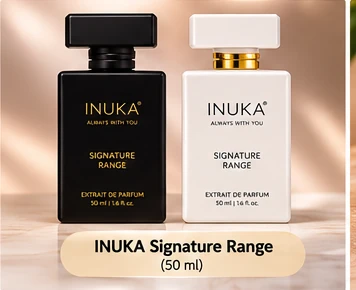 INUKA®
ALWAYS WITH YOU
SIGNATURE
RANGE
EXTRAIT DE PARFUM
50 ml | 1.6 fl. oz.
INUKA®
ALWAYS WITH YOU
SIGNATURE
RANGE
EXTRAIT DE PARFUM
50 ml | 1.6 fl. oz.
INUKA Signature Range
(50 ml)